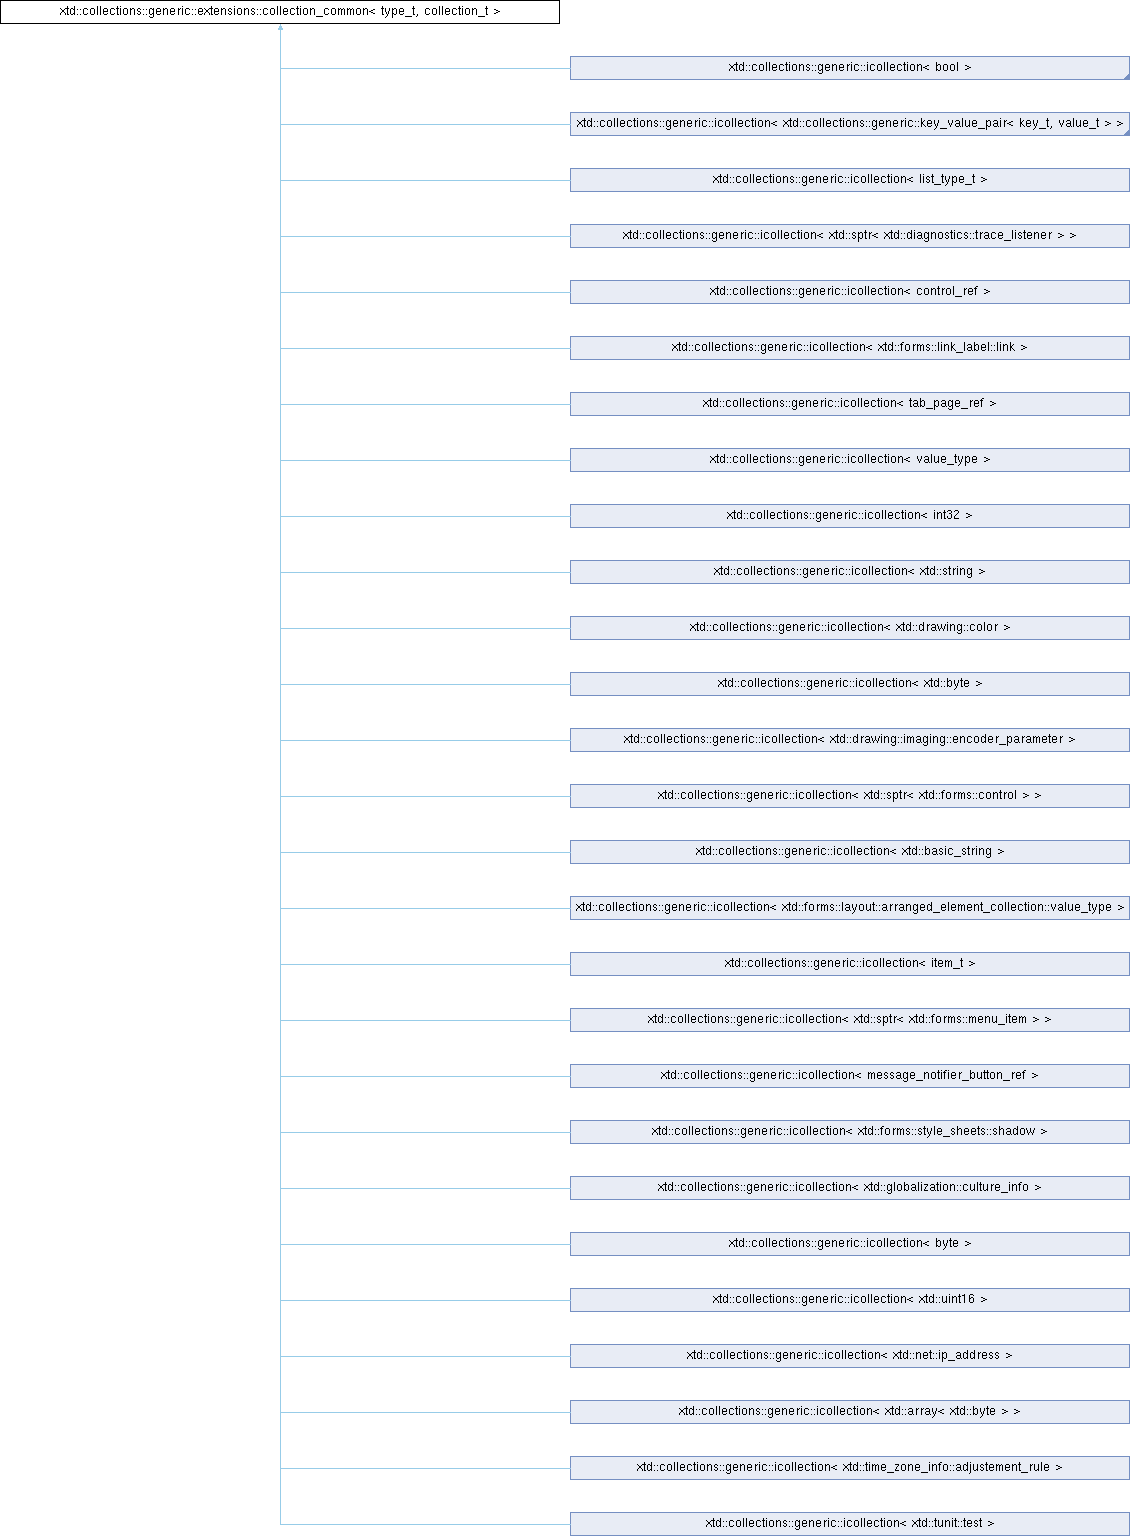 xtd::collections::generic::extensions::collection_common< type_t, collection_t >
xtd::collections::generic::icollection< bool >
xtd::collections::generic::icollection< xtd::collections::generic::key_value_pair< key_t, value_t > >
xtd::collections::generic::icollection< list_type_t >
xtd::collections::generic::icollection< xtd::sptr< xtd::diagnostics::trace_listener > >
xtd::collections::generic::icollection< control_ref >
xtd::collections::generic::icollection< xtd::forms::link_label::link >
xtd::collections::generic::icollection< tab_page_ref >
xtd::collections::generic::icollection< value_type >
xtd::collections::generic::icollection< int32 >
xtd::collections::generic::icollection< xtd::string >
xtd::collections::generic::icollection< xtd::drawing::color >
xtd::collections::generic::icollection< xtd::byte >
xtd::collections::generic::icollection< xtd::drawing::imaging::encoder_parameter >
xtd::collections::generic::icollection< xtd::sptr< xtd::forms::control > >
xtd::collections::generic::icollection< xtd::basic_string >
xtd::collections::generic::icollection< xtd::forms::layout::arranged_element_collection::value_type >
xtd::collections::generic::icollection< item_t >
xtd::collections::generic::icollection< xtd::sptr< xtd::forms::menu_item > >
xtd::collections::generic::icollection< message_notifier_button_ref >
xtd::collections::generic::icollection< xtd::forms::style_sheets::shadow >
xtd::collections::generic::icollection< xtd::globalization::culture_info >
xtd::collections::generic::icollection< byte >
xtd::collections::generic::icollection< xtd::uint16 >
xtd::collections::generic::icollection< xtd::net::ip_address >
xtd::collections::generic::icollection< xtd::array< xtd::byte > >
xtd::collections::generic::icollection< xtd::time_zone_info::adjustement_rule >
xtd::collections::generic::icollection< xtd::tunit::test >